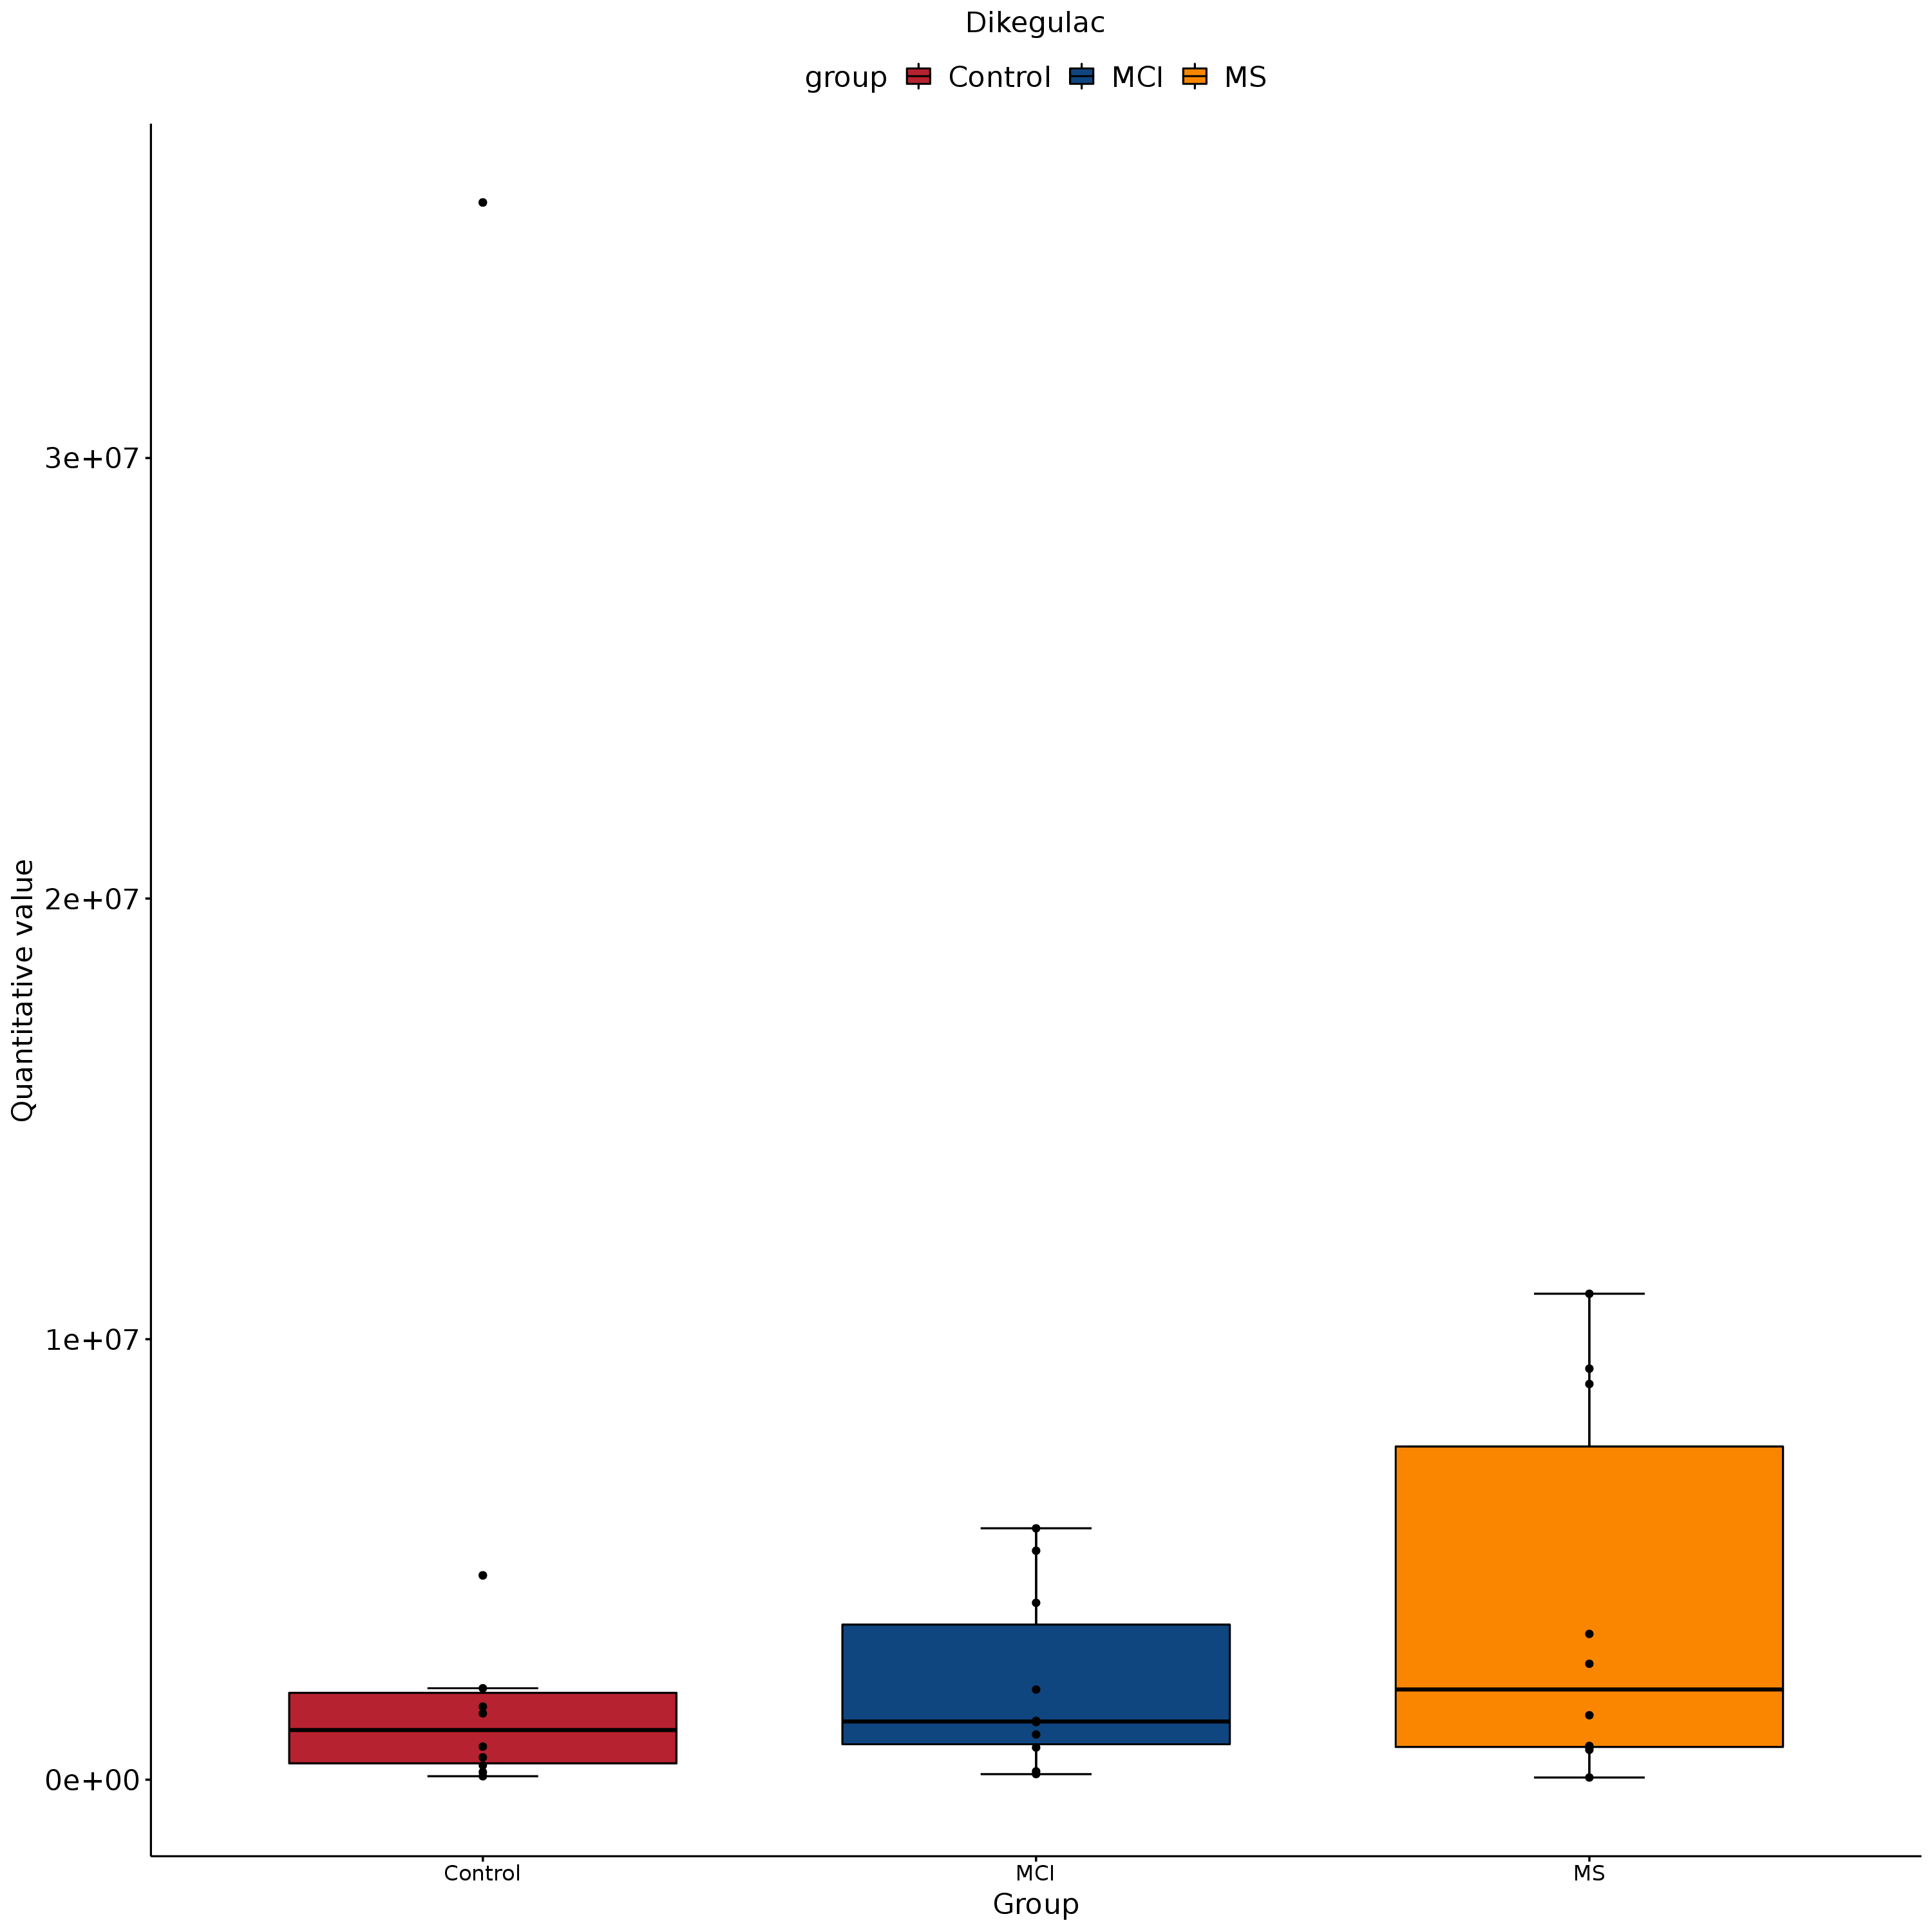 Dikegulac
group Control MCI MS
Quantitative value
3e+07
2e+07
1e+07
0e+00
Control MCI MS
Group